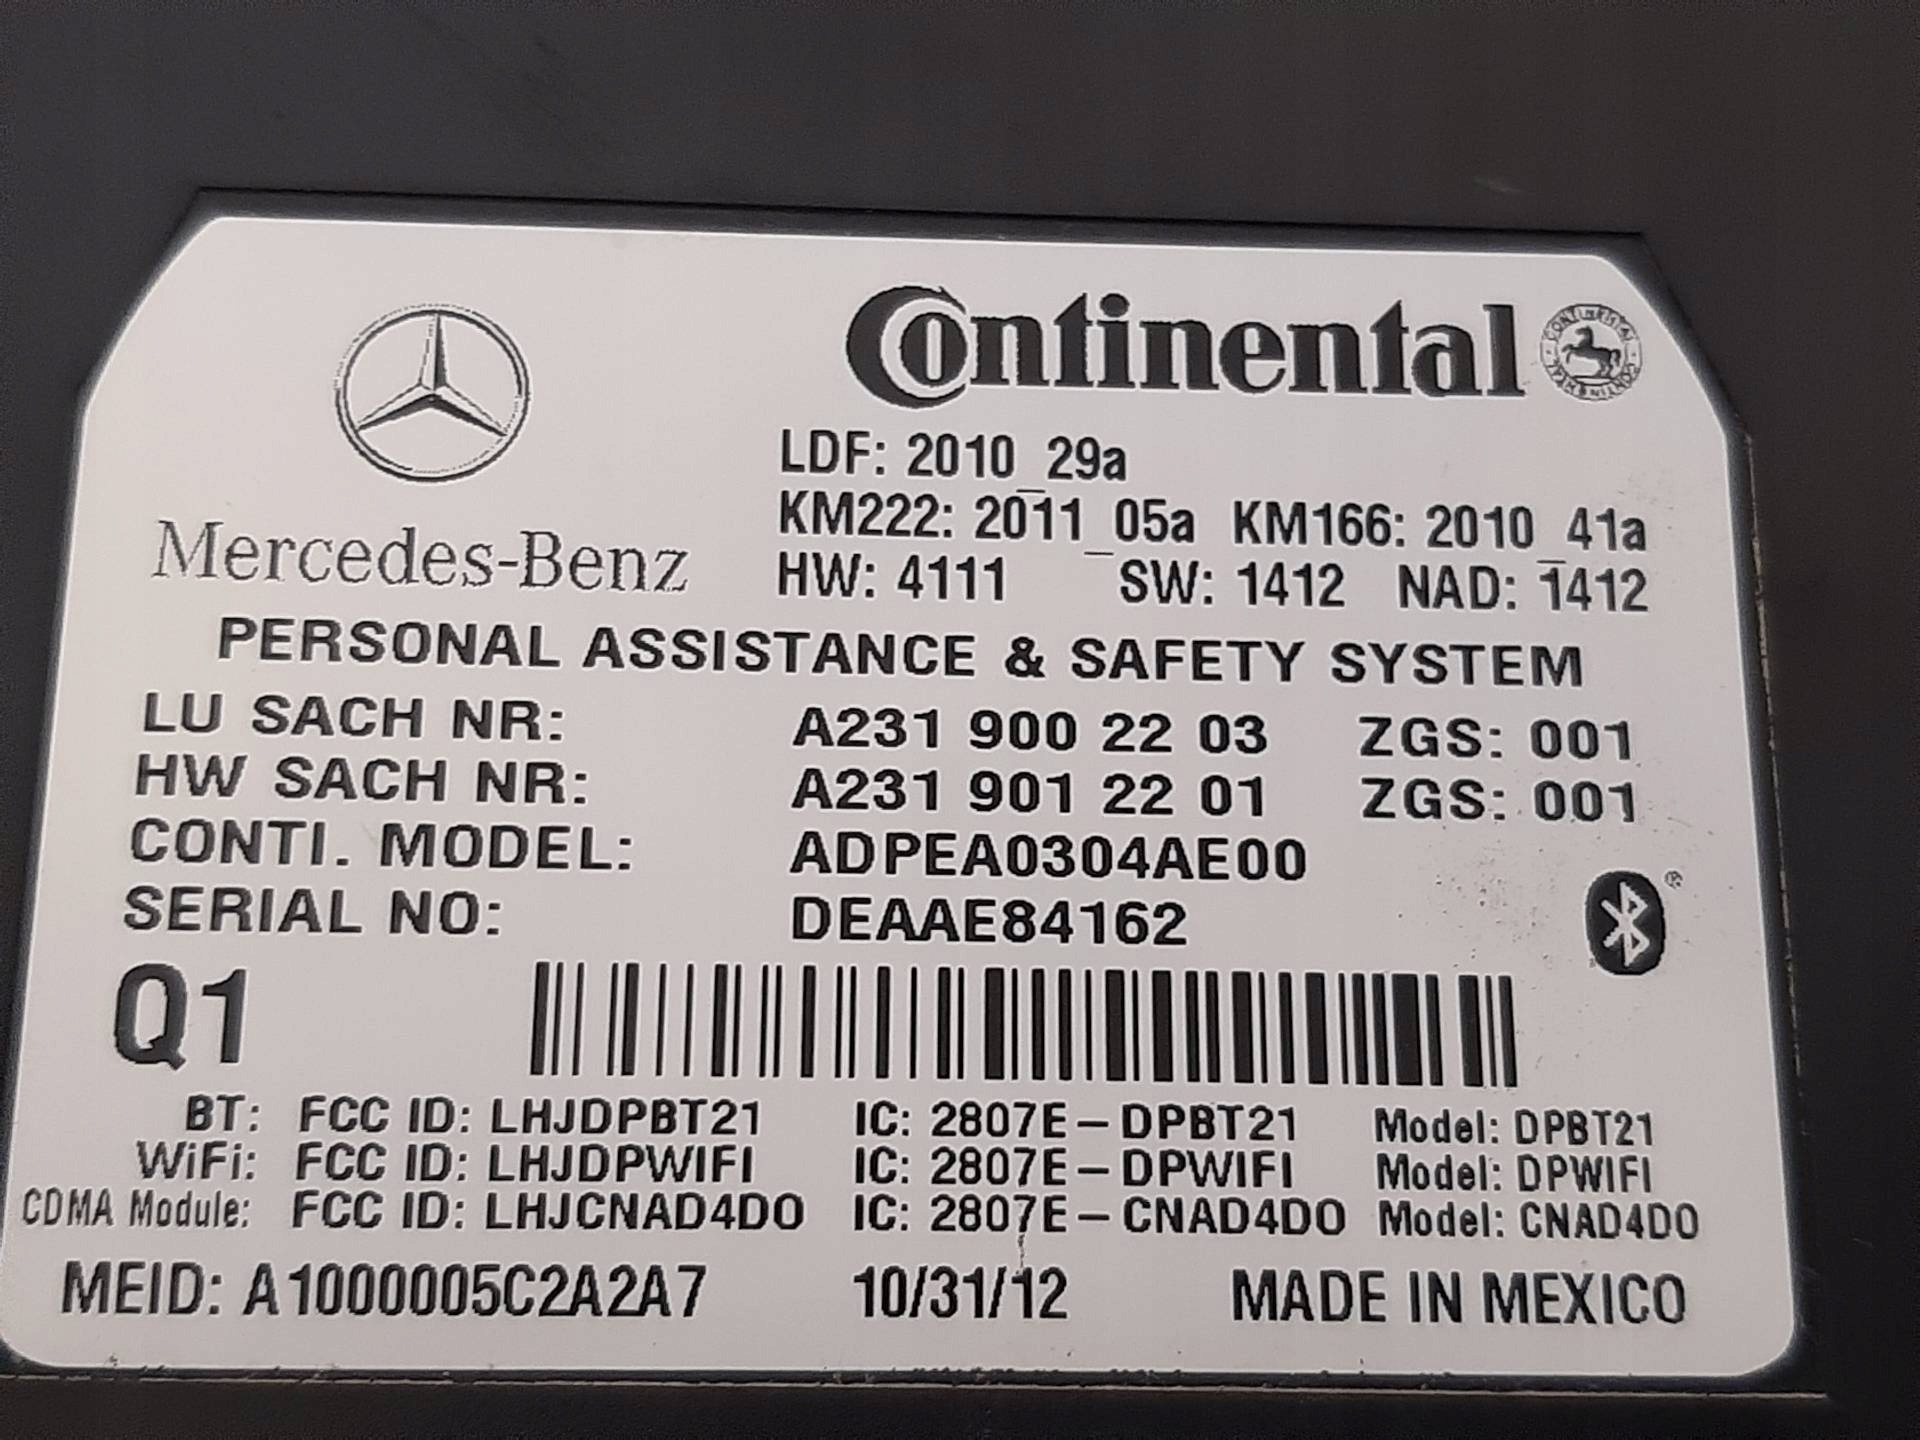 Continental
LDF: 2010_29a
KM222: 2011_05a KM166: 2010_41a
Mercedes-Benz
HW: 4111 SW: 1412 NAD: 1412
PERSONAL ASSISTANCE & SAFETY SYSTEM
LU SACH NR: A231 900 22 03 ZGS: 001
HW SACH NR: A231 901 22 01 ZGS: 001
CONTI. MODEL: ADPEA0304AE00
SERIAL NO: DEAAE84162
Q1
BT: FCC ID: LHJDPBT21 IC: 2807E–DPBT21 Model: DPBT21
WiFi: FCC ID: LHJDPWIFI IC: 2807E–DPWIFI Model: DPWIFI
CDMA Module: FCC ID: LHJCNAD4DO IC: 2807E–CNAD4DO Model: CNAD4DO
MEID: A1000005C2A2A7 10/31/12 MADE IN MEXICO